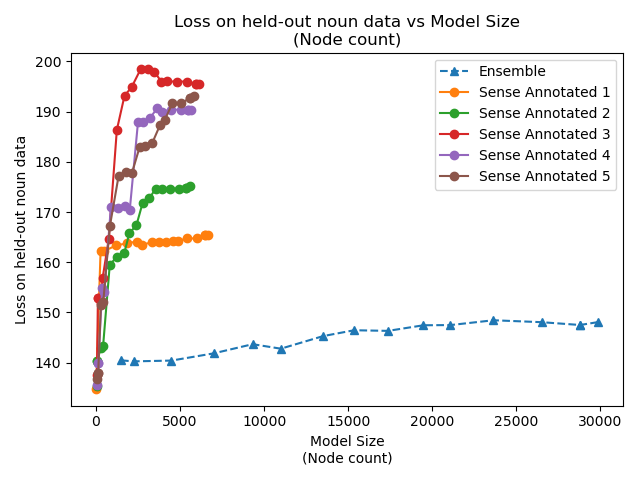 Loss on held-out noun data vs Model Size
(Node count)
Loss on held-out noun data
200
190
180
170
160
150
140
Ensemble
Sense Annotated 1
Sense Annotated 2
Sense Annotated 3
Sense Annotated 4
Sense Annotated 5
0 5000 10000 15000 20000 25000 30000
Model Size
(Node count)